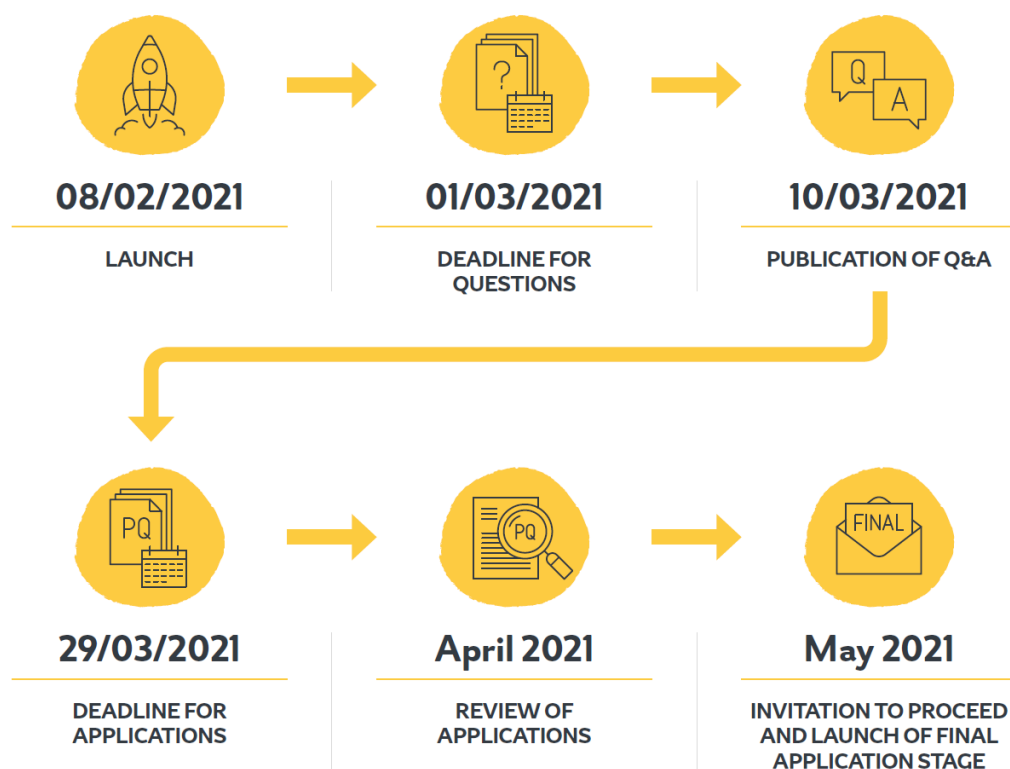 ?
Q
A
08/02/2021
LAUNCH
01/03/2021
DEADLINE FOR
QUESTIONS
10/03/2021
PUBLICATION OF Q&A
PQ
PQ
FINAL
29/03/2021
DEADLINE FOR
APPLICATIONS
April 2021
REVIEW OF
APPLICATIONS
May 2021
INVITATION TO PROCEED
AND LAUNCH OF FINAL
APPLICATION STAGE